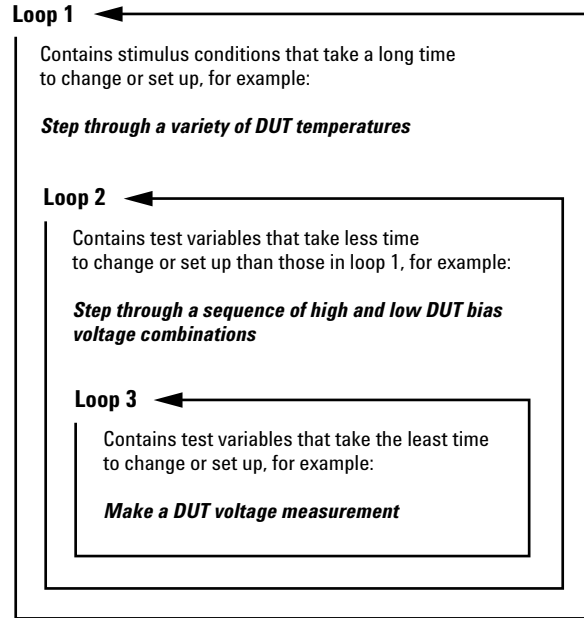 Loop 1
Contains stimulus conditions that take a long time
to change or set up, for example:
Step through a variety of DUT temperatures
Loop 2
Contains test variables that take less time
to change or set up than those in loop 1, for example:
Step through a sequence of high and low DUT bias
voltage combinations
Loop 3
Contains test variables that take the least time
to change or set up, for example:
Make a DUT voltage measurement